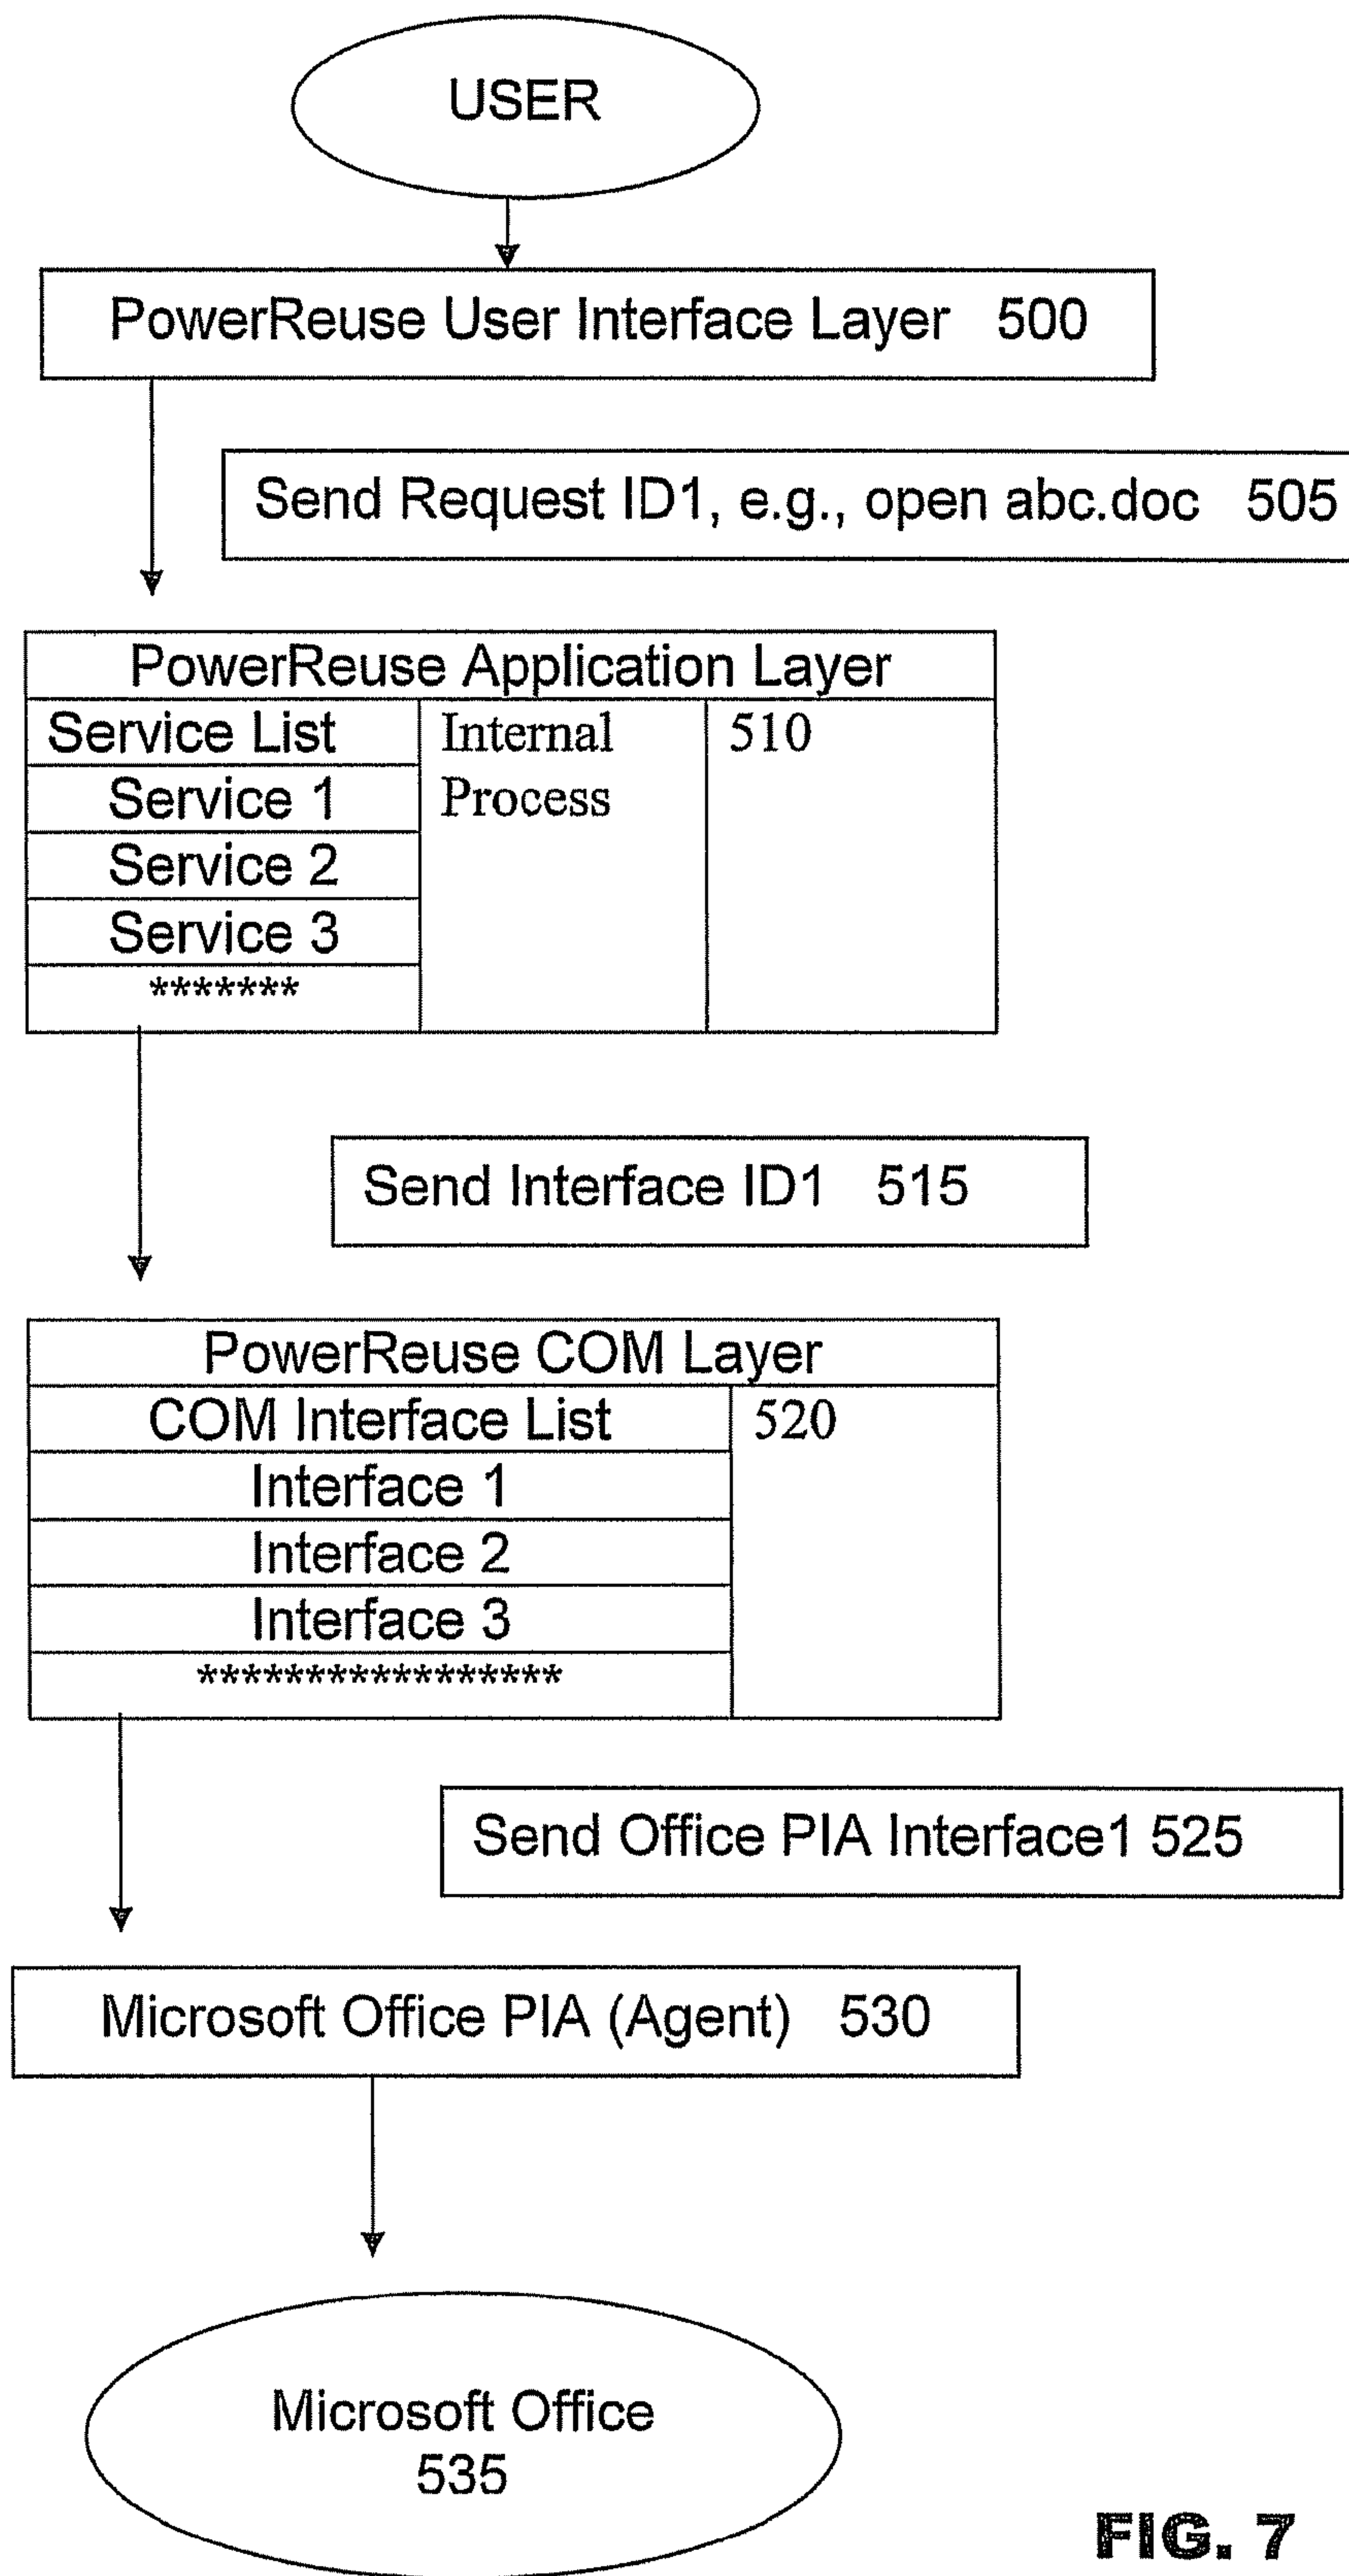 USER
PowerReuse User Interface Layer 500
Send Request ID1, e.g., open abc.doc 505
PowerReuse Application Layer
Service List
Service 1
Service 2
Service 3
*******
Internal
Process
510
Send Interface ID1 515
PowerReuse COM Layer
COM Interface List
Interface 1
Interface 2
Interface 3
*****************
520
Send Office PIA Interface1 525
Microsoft Office PIA (Agent) 530
Microsoft Office
535
FIG. 7